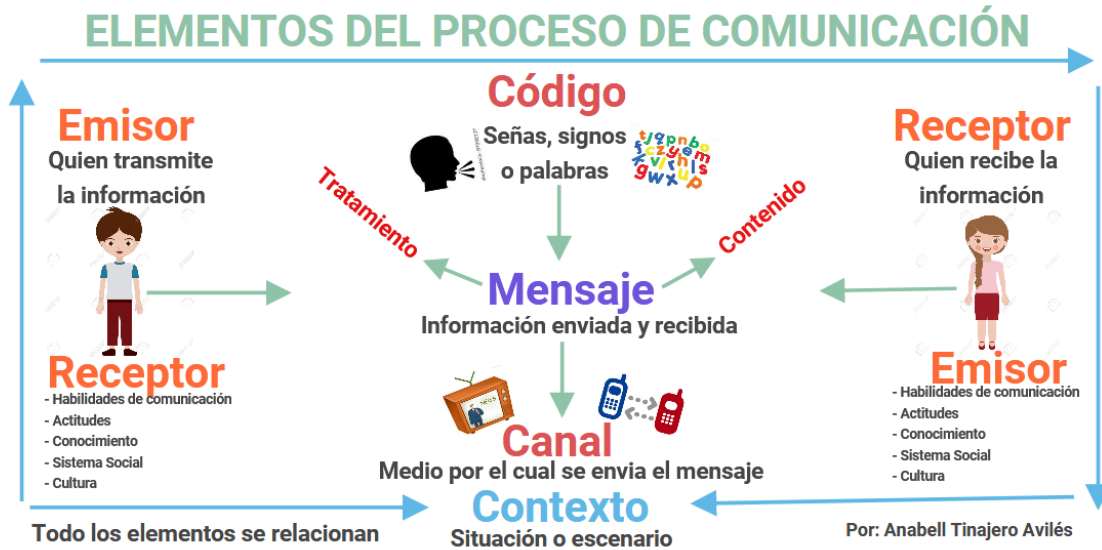 ELEMENTOS DEL PROCESO DE COMUNICACIÓN
Emisor
Quien transmite
la información
Receptor
- Habilidades de comunicación
- Actitudes
- Conocimiento
- Sistema Social
- Cultura
Código
Señas, signos
o palabras
Tratamiento
Contenido
Mensaje
Información enviada y recibida
Canal
Medio por el cual se envia el mensaje
Contexto
Situación o escenario
Receptor
Quien recibe la
información
Emisor
- Habilidades de comunicación
- Actitudes
- Conocimiento
- Sistema Social
- Cultura
Todo los elementos se relacionan
Por: Anabell Tinajero Avilés